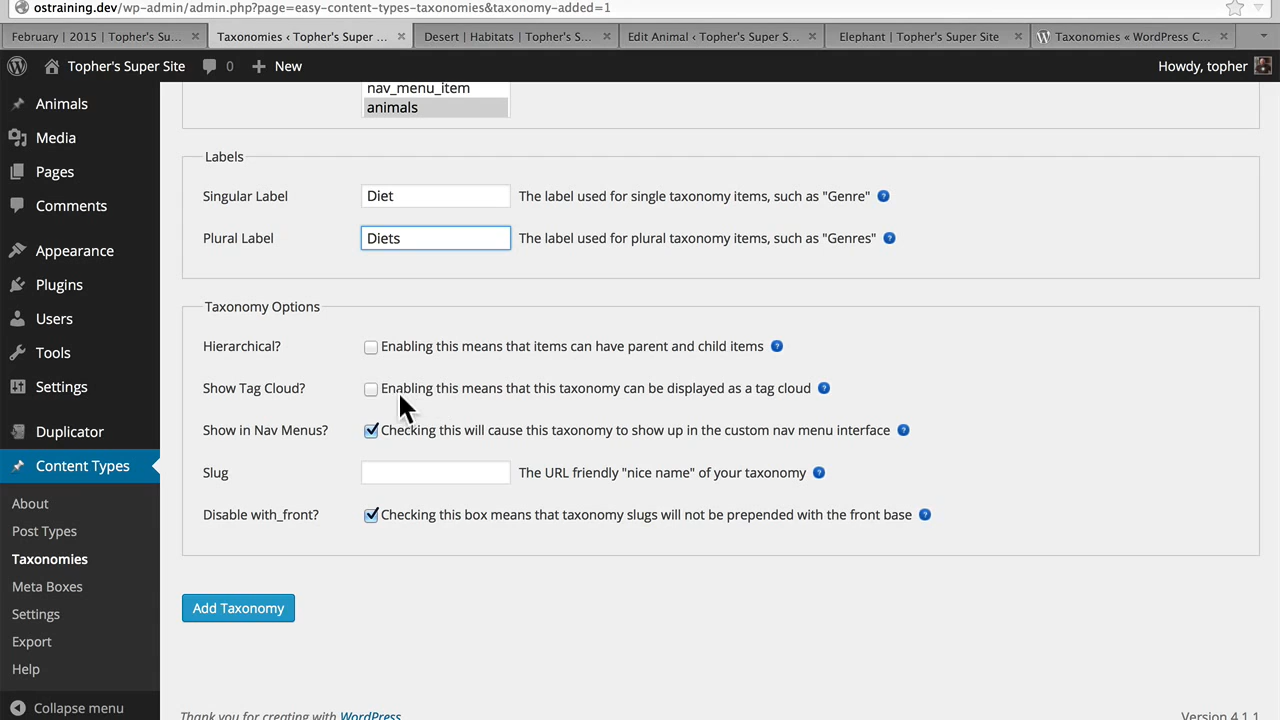 ostraining.dev/wp-admin/admin.php?page=easy-content-types-taxonomies&taxonomy-added=1
February | 2015 | Topher's Su...
Taxonomies ‹ Topher's Super ...
Desert | Habitats | Topher's S...
Edit Animal ‹ Topher's Super S...
Elephant | Topher's Super Site
Taxonomies « WordPress C...
Topher's Super Site
0
New
Howdy, topher
Animals
Media
Pages
Comments
Appearance
Plugins
Users
Tools
Settings
Duplicator
Content Types
About
Post Types
Taxonomies
Meta Boxes
Settings
Export
Help
Collapse menu
nav_menu_item
animals
Labels
Singular Label Diet The label used for single taxonomy items, such as "Genre" ?
Plural Label Diets The label used for plural taxonomy items, such as "Genres" ?
Taxonomy Options
Hierarchical? Enabling this means that items can have parent and child items ?
Show Tag Cloud? Enabling this means that this taxonomy can be displayed as a tag cloud ?
Show in Nav Menus? Checking this will cause this taxonomy to show up in the custom nav menu interface ?
Slug The URL friendly "nice name" of your taxonomy ?
Disable with_front? Checking this box means that taxonomy slugs will not be prepended with the front base ?
Add Taxonomy
Thank you for creating with WordPress
Version 4.1.1